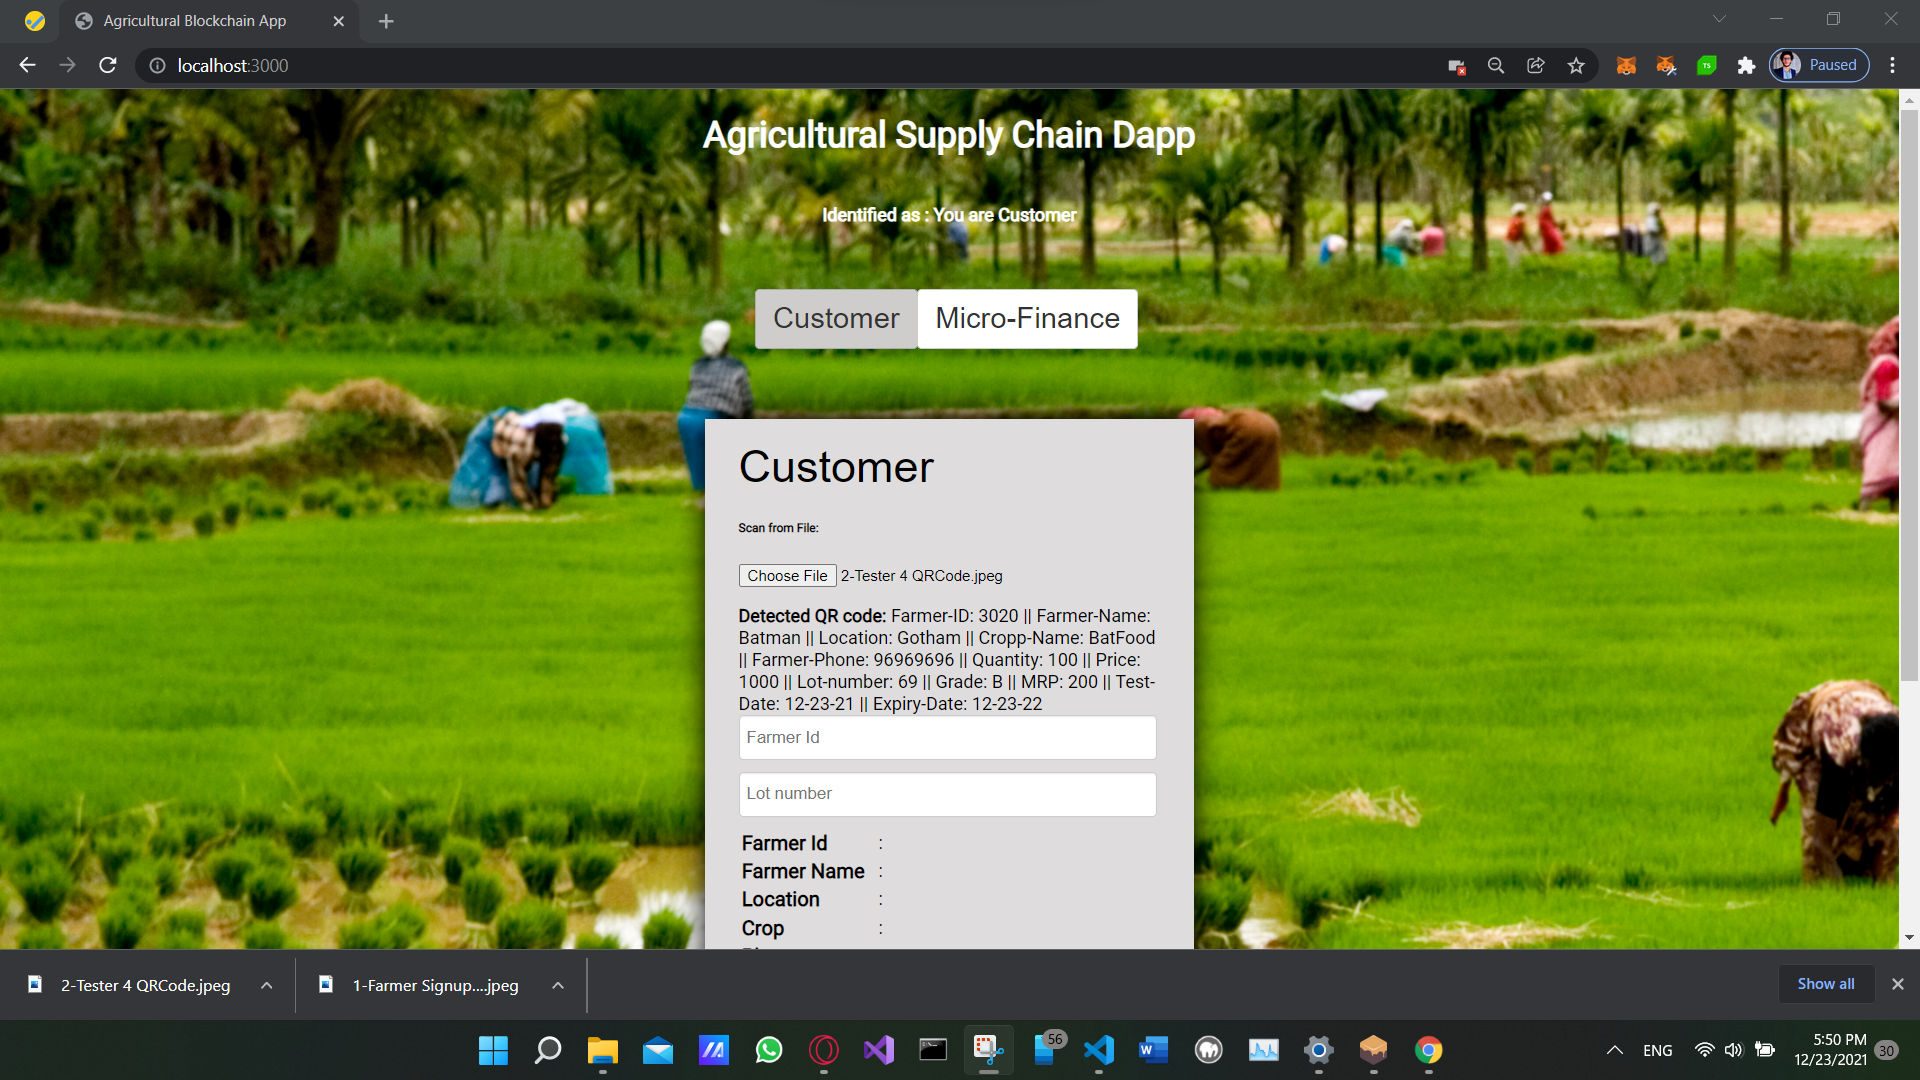 Agricultural Blockchain App
localhost:3000
TS
Paused
Agricultural Supply Chain Dapp
Identified as : You are Customer
Customer
Micro-Finance
Customer
Scan from File:
Choose File 2-Tester 4 QRCode.jpeg
Detected QR code: Farmer-ID: 3020 || Farmer-Name:
Batman || Location: Gotham || Cropp-Name: BatFood
|| Farmer-Phone: 96969696 || Quantity: 100 || Price:
1000 || Lot-number: 69 || Grade: B || MRP: 200 || Test-
Date: 12-23-21 || Expiry-Date: 12-23-22
Farmer Id
Lot number
Farmer Id :
Farmer Name :
Location :
Crop :
2-Tester 4 QRCode.jpeg
1-Farmer Signup....jpeg
Show all
56
W
ENG
5:50 PM
12/23/2021
30